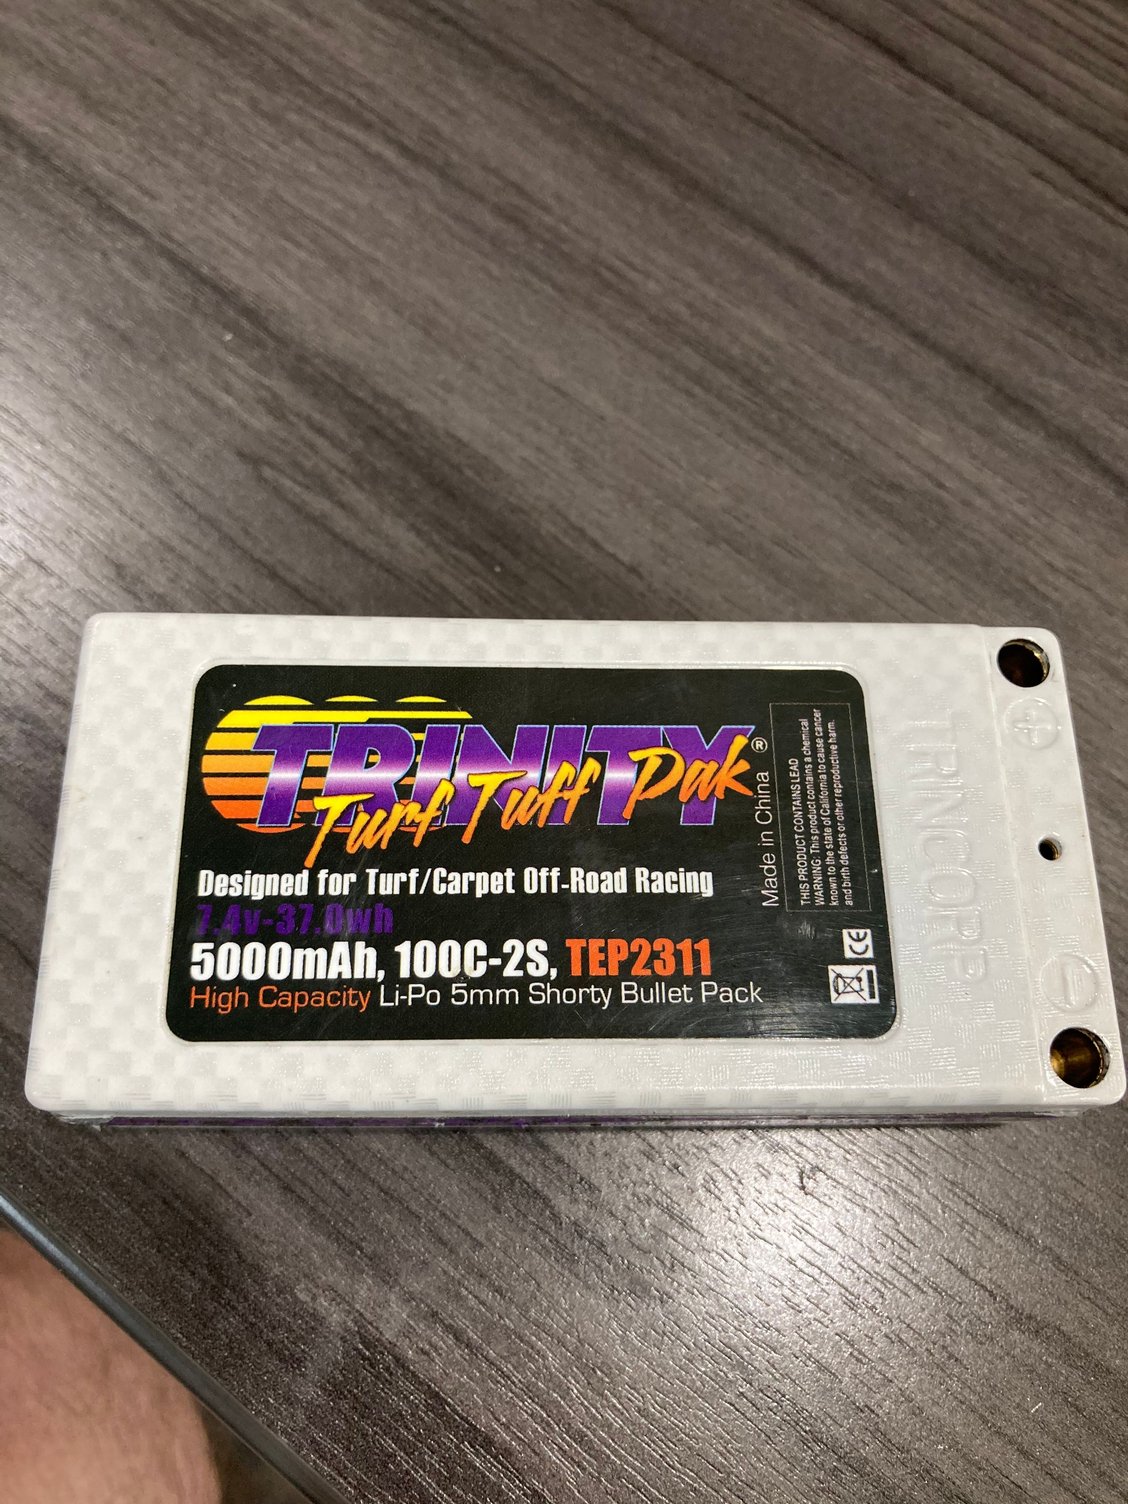 TRINITY®
Turf Tuff Pak
Designed for Turf/Carpet Off-Road Racing
7.4v-37.0wh
5000mAh, 100C-2S, TEP2311
High Capacity Li-Po 5mm Shorty Bullet Pack
Made in China
THIS PRODUCT CONTAINS LEAD
WARNING: This product contains a chemical
known to the state of California to cause cancer
and birth defects or other reproductive harm.
CE
TRINCORP
+
-